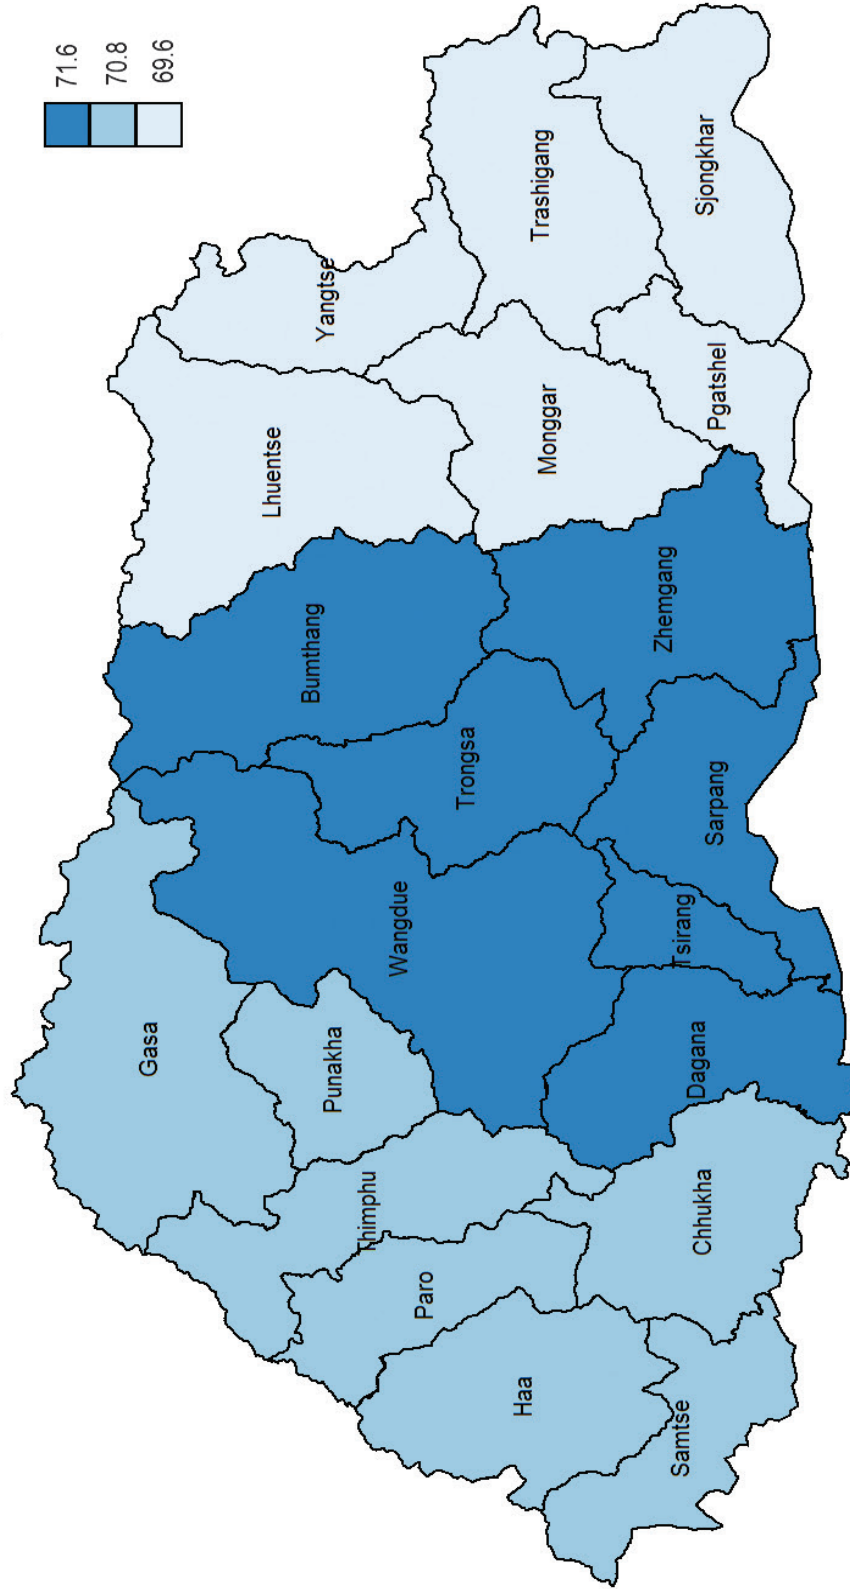 71.6
70.8
69.6
Gasa
Punakha
Thimphu
Paro
Haa
Samtse
Chhukha
Dagana
Tsirang
Wangdue
Sarpang
Trongsa
Bumthang
Zhemgang
Lhuentse
Monggar
Yangtse
Pgatshel
Trashigang
Sjongkhar